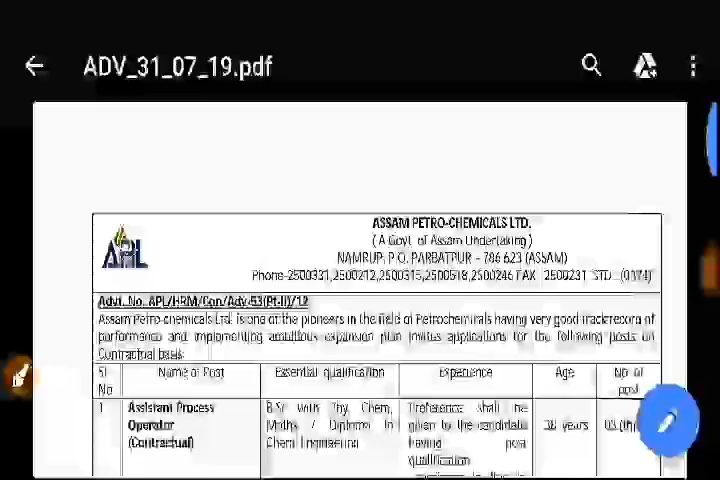 ADV_31_07_19.pdf
ASSAM PETRO-CHEMICALS LTD.
( A Govt. of Assam Undertaking )
NAMRUP, P.O. PARBATPUR – 786 623 (ASSAM)
Phone-2500331,2500212,2500315,2500518,2500246 FAX 2500231 STD (0374)
APL
Advt. No. APL/HRM/Con/Adv-53(Pt-II)/12
Assam Petro-chemicals Ltd. is one of the pioneers in the field of Petrochemicals having very good track record of
performance and implementing ambitious expansion plan invites applications for the following posts on
Contractual basis
Sl No Name of Post Essential qualification Experience Age No of post
1 Assistant Process Operator (Contractual)
B.Sc with Phy, Chem, Maths / Diploma in Chem Engineering
Preference shall be given to the candidate having post qualification
38 years 03